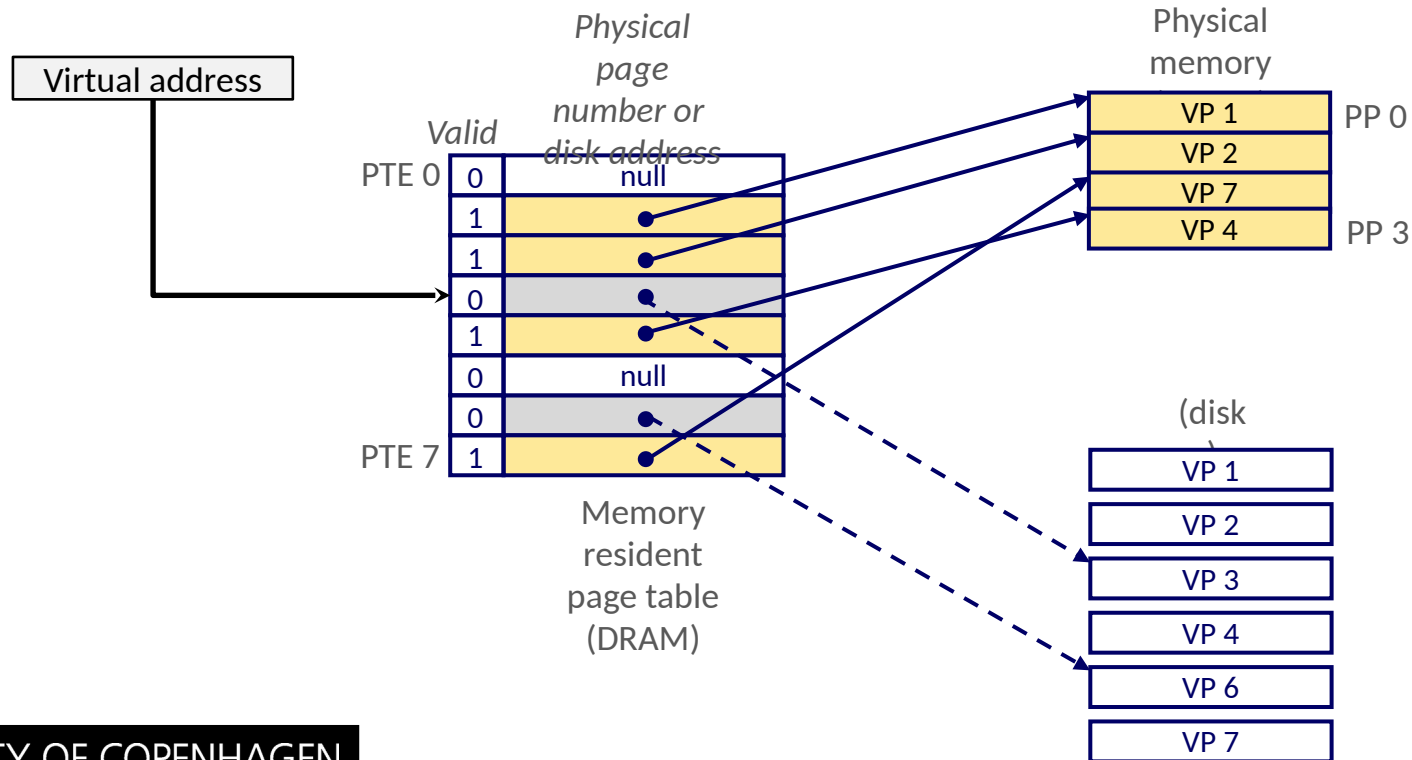 Physical
page
number or
disk address
Physical
memory
Virtual address
Valid
VP 1
PP 0
VP 2
VP 7
VP 4
PP 3
PTE 0
0
null
1
1
0
1
0
null
0
PTE 7
1
Memory
resident
page table
(DRAM)
(disk
)
VP 1
VP 2
VP 3
VP 4
VP 6
VP 7
TY OF COPENHAGEN